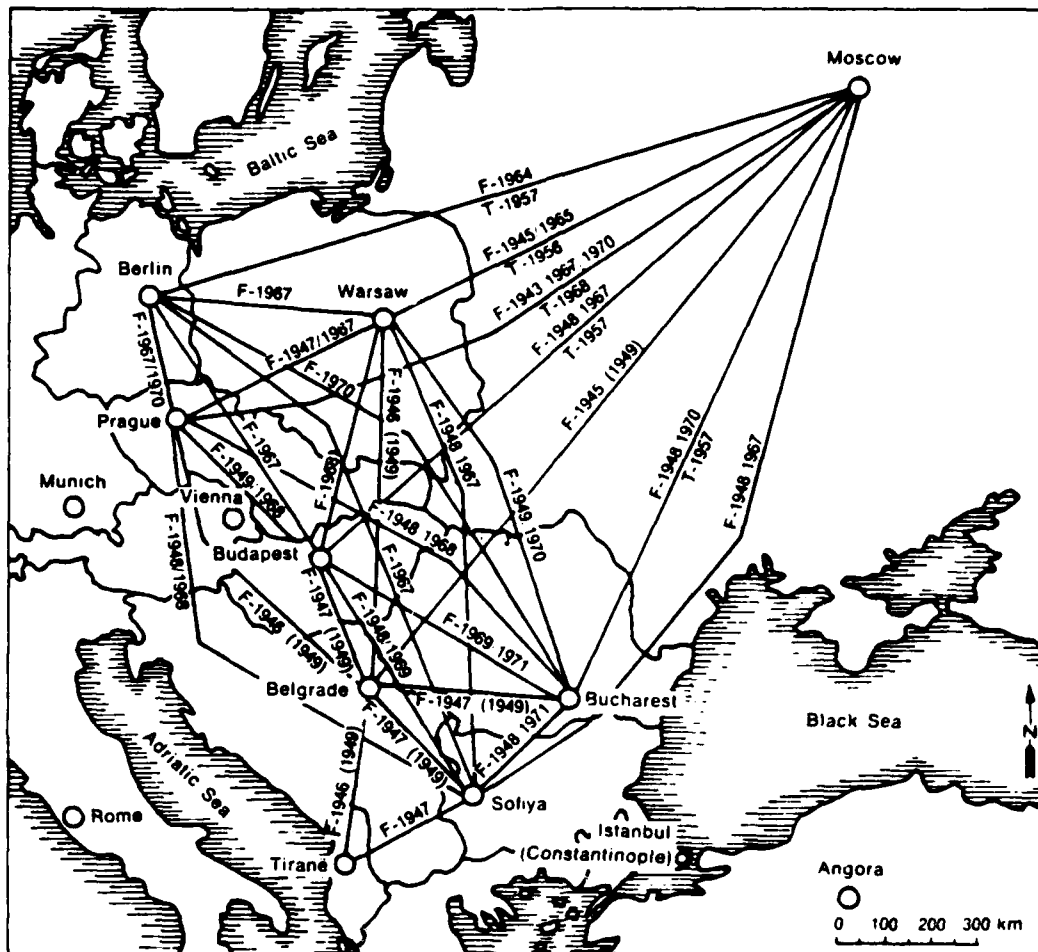 Moscow
Baltic Sea
F-1964
T-1957
F-1945/1965
T-1956
F-1943 1967, 1970
T-1968
F-1948 1967
T-1957
Berlin
F-1967
Warsaw
F-1947/1967
F-1967/1970
F-1970
F-1945 (1949)
F-1946 (1949)
Prague
F-1948 1967
F-1948 1970
T-1957
F-1948 1967
F-1967
F-1949/1968
F-1968)
Munich
Vienna
F-1948 1968
F-1949 1970
Budapest
F-1948/1968
F-1967
F-1947 (1949)
F-1946 (1949)
F-1948/1969
F-1969 1971
Belgrade
F-1947 (1949)
Bucharest
Black Sea
N
F-1947 (1949)
F-1948 1971
Adriatic Sea
F-1946 (1949)
Rome
F-1947
Sofiya
Istanbul
(Constantinople)
Tiranë
Angora
0 100 200 300 km